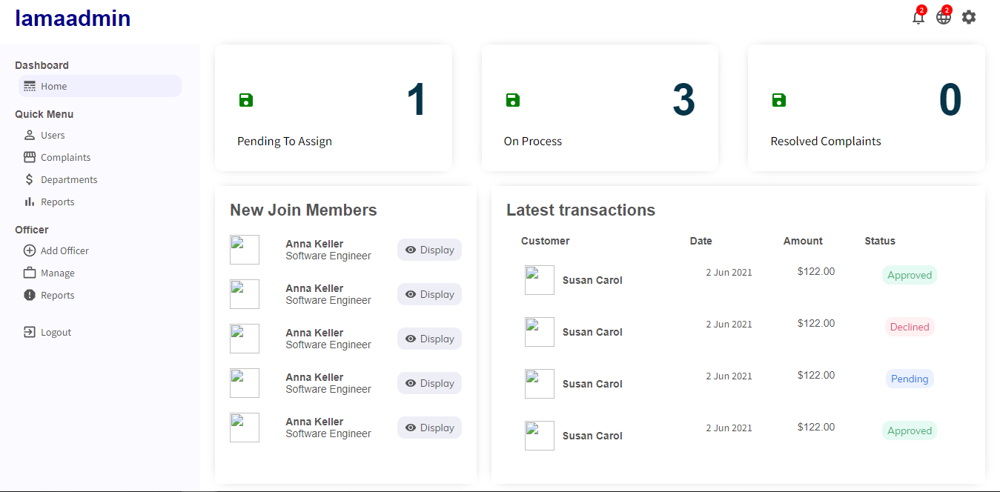 lamaadmin
2 2
Dashboard
Home
Quick Menu
Users
Complaints
Departments
Reports
Officer
Add Officer
Manage
Reports
Logout
1
Pending To Assign
3
On Process
0
Resolved Complaints
New Join Members
Anna Keller
Software Engineer
Display
Anna Keller
Software Engineer
Display
Anna Keller
Software Engineer
Display
Anna Keller
Software Engineer
Display
Anna Keller
Software Engineer
Display
Latest transactions
Customer Date Amount Status
Susan Carol 2 Jun 2021 $122.00 Approved
Susan Carol 2 Jun 2021 $122.00 Declined
Susan Carol 2 Jun 2021 $122.00 Pending
Susan Carol 2 Jun 2021 $122.00 Approved